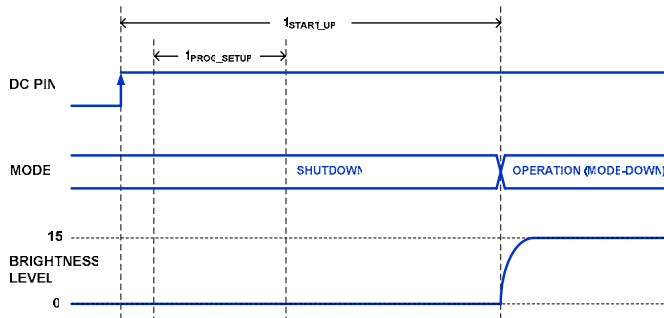 tSTART_UP
tPROG_SETUP
DC PIN
MODE
SHUTDOWN
OPERATION (MODE-DOWN)
15
BRIGHTNESS
LEVEL
0